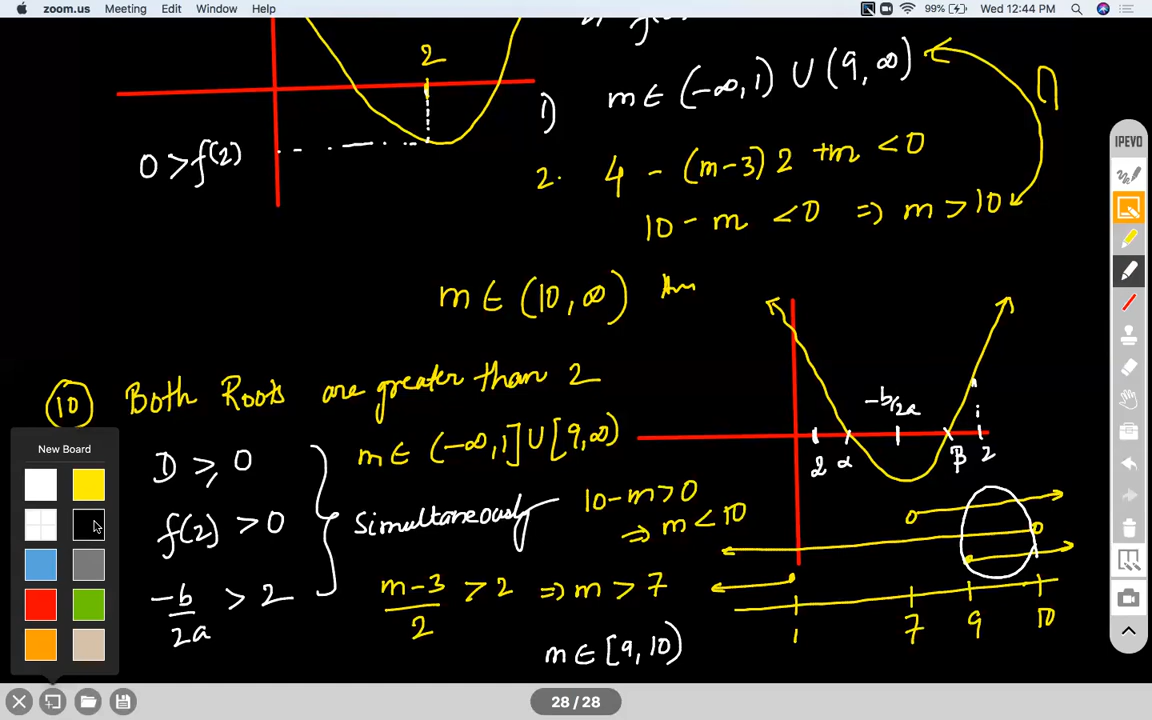 zoom.us Meeting Edit Window Help 99% Wed 12:44 PM
2
m ∈ (-∞, 1) ∪ (9, ∞)
1)
∩
0 > f(2)
2. 4 - (m-3) 2 + m < 0
10 - m < 0 ⇒ m > 10
m ∈ (10, ∞) Ans
(10) Both Roots are greater than 2
m ∈ (-∞, 1] ∪ [9, ∞)
D ≥ 0
f(2) > 0
-b/2a > 2
Simultaneously
10 - m > 0
⇒ m < 10
(m-3)/2 > 2 ⇒ m > 7
m ∈ [9, 10)
-b/2a
2 α β 2
1 7 9 10
IPEVO
New Board
28 / 28